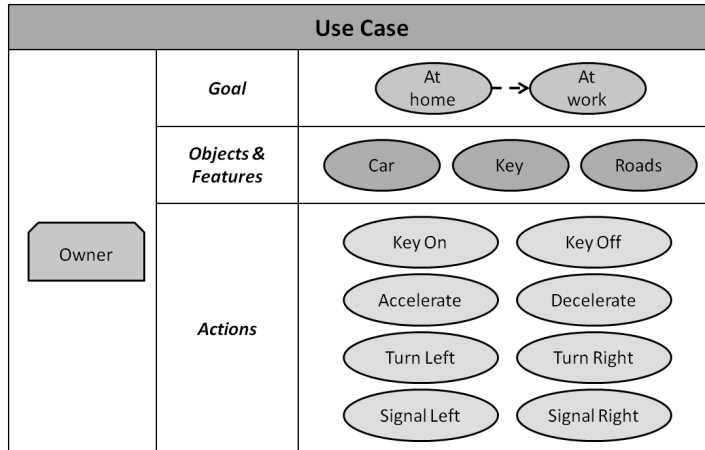 Use Case
Owner
Goal
At
home
At
work
Objects &
Features
Car
Key
Roads
Actions
Key On
Key Off
Accelerate
Decelerate
Turn Left
Turn Right
Signal Left
Signal Right